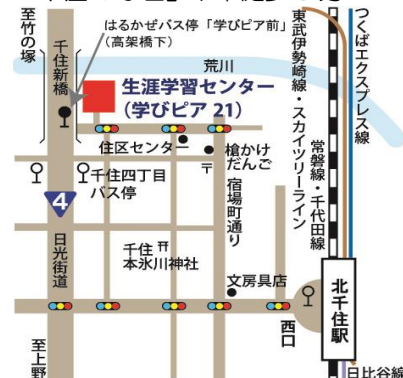 至竹の塚
はるかぜバス停「学びピア前」
（高架橋下）
千住新橋
荒川
生涯学習センター
（学びピア 21）
住区センター
槍かけ
だんご
〒
千住四丁目
バス停
4
日光街道
宿場町通り
千住
本氷川神社
文房具店
至上野
西口
北千住駅
東武伊勢崎線・スカイツリーライン
常磐線・千代田線
つくばエクスプレス線
日比谷線